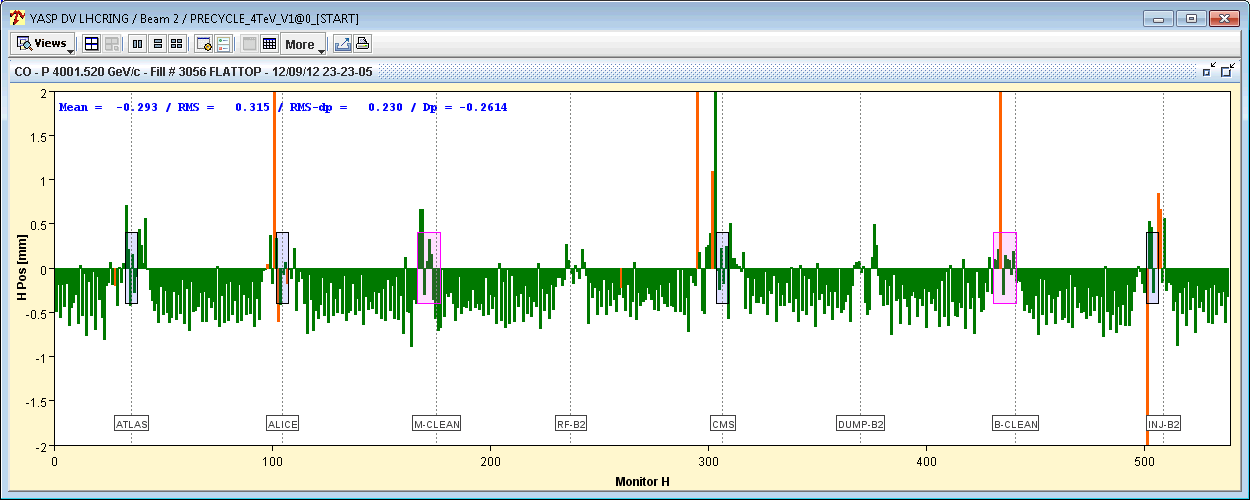 YASP DV LHCRING / Beam 2 / PRECYCLE_4TeV_V1@0_[START]
Views More
CO - P 4001.520 GeV/c - Fill # 3056 FLATTOP - 12/09/12 23-23-05
Mean = -0.293 / RMS = 0.315 / RMS-dp = 0.230 / Dp = -0.2614
2
1.5
1
0.5
0
-0.5
-1
-1.5
-2
H Pos [mm]
ATLAS ALICE M-CLEAN RF-B2 CMS DUMP-B2 B-CLEAN INJ-B2
0 100 200 300 400 500
Monitor H